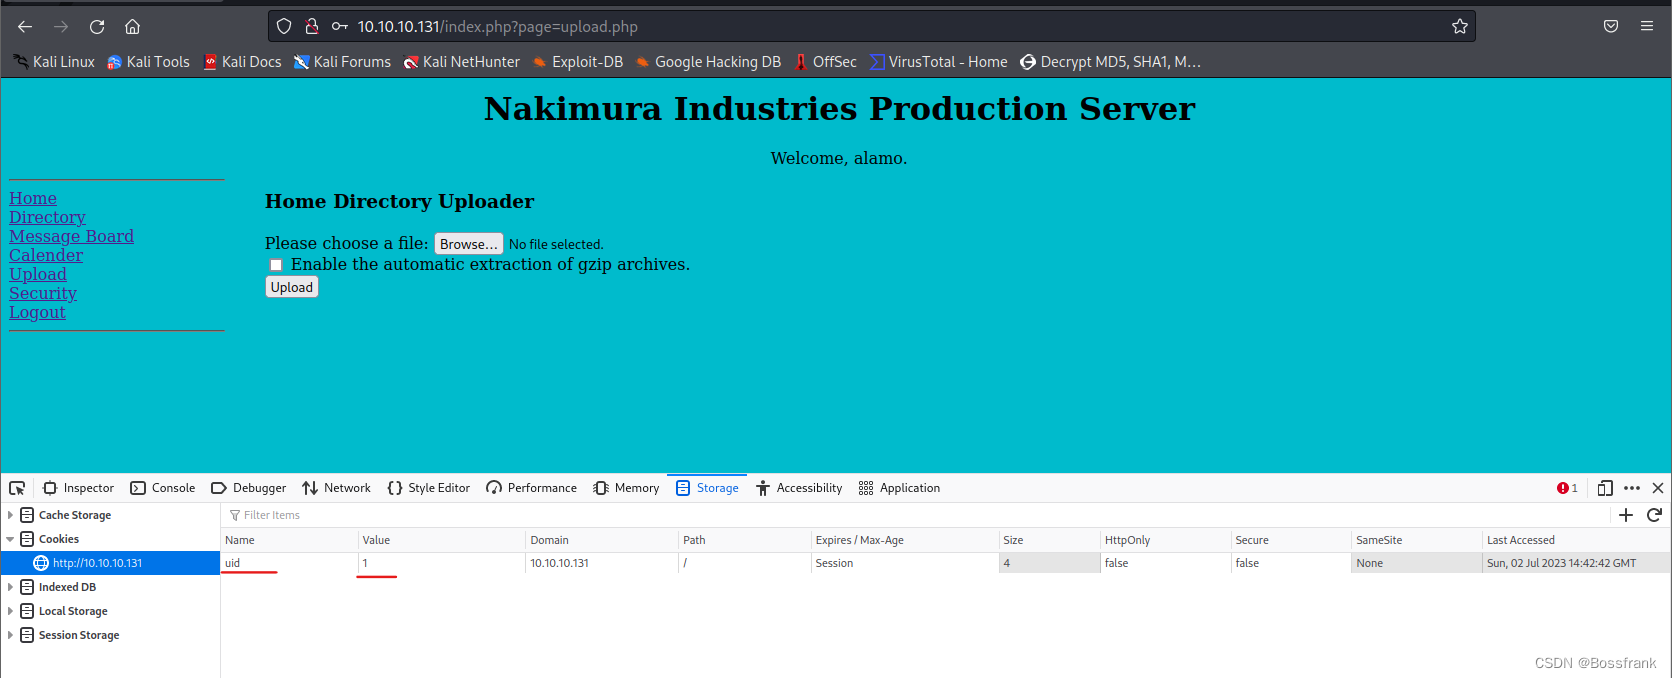 10.10.10.131/index.php?page=upload.php
Kali Linux Kali Tools Kali Docs Kali Forums Kali NetHunter Exploit-DB Google Hacking DB OffSec VirusTotal - Home Decrypt MD5, SHA1, M...
Nakimura Industries Production Server
Welcome, alamo.
Home
Directory
Message Board
Calender
Upload
Security
Logout
Home Directory Uploader
Please choose a file: Browse... No file selected.
Enable the automatic extraction of gzip archives.
Upload
Inspector Console Debugger Network Style Editor Performance Memory Storage Accessibility Application 1
Cache Storage
Cookies
http://10.10.10.131
Indexed DB
Local Storage
Session Storage
Filter Items
Name Value Domain Path Expires / Max-Age Size HttpOnly Secure SameSite Last Accessed
uid 1 10.10.10.131 / Session 4 false false None Sun, 02 Jul 2023 14:42:42 GMT
CSDN @Bossfrank